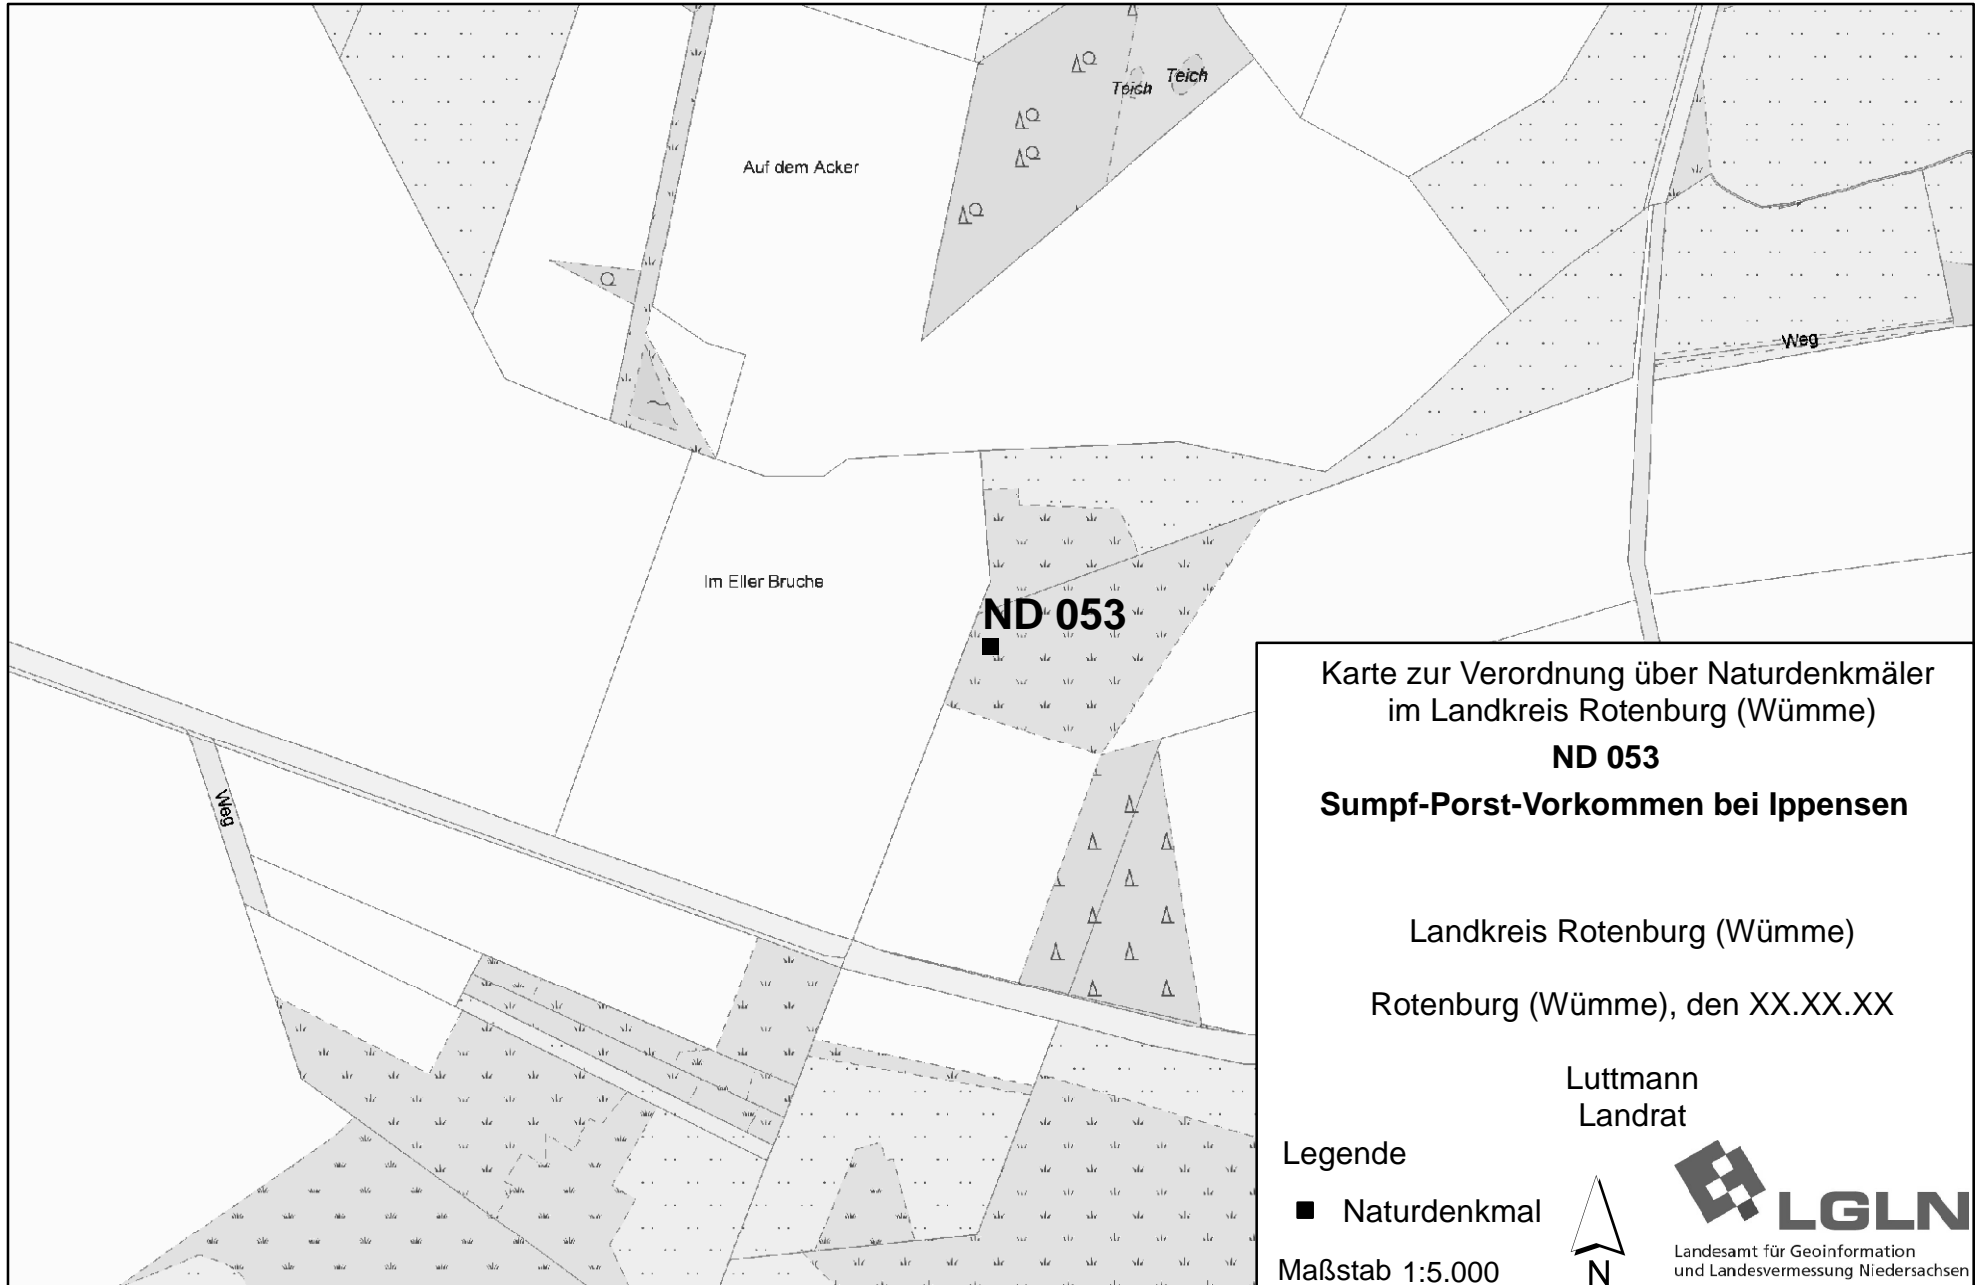 Teich
Teich
Auf dem Acker
Weg
Im Eller Bruche
ND 053
Weg
Karte zur Verordnung über Naturdenkmäler
im Landkreis Rotenburg (Wümme)
ND 053
Sumpf-Porst-Vorkommen bei Ippensen
Landkreis Rotenburg (Wümme)
Rotenburg (Wümme), den XX.XX.XX
Luttmann
Landrat
Legende
Naturdenkmal
Maßstab 1:5.000
N
LGLN
Landesamt für Geoinformation
und Landesvermessung Niedersachsen